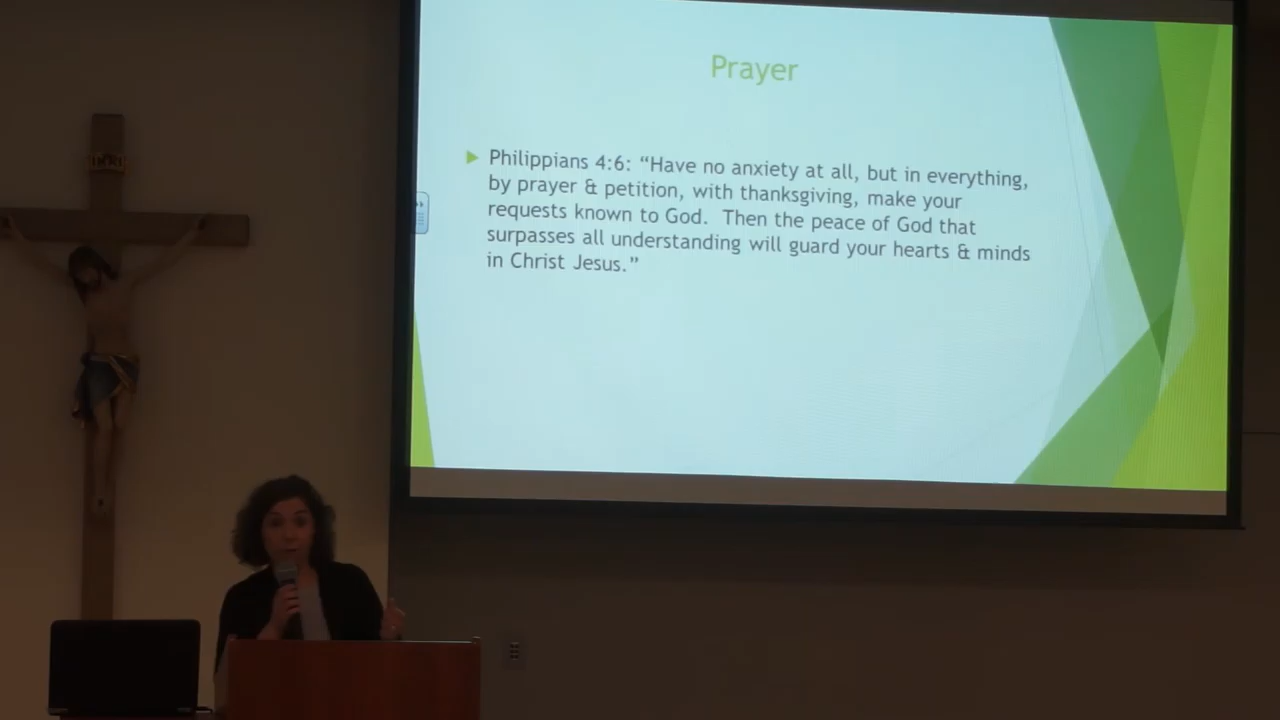 Prayer
Philippians 4:6: “Have no anxiety at all, but in everything,
by prayer & petition, with thanksgiving, make your
requests known to God.  Then the peace of God that
surpasses all understanding will guard your hearts & minds
in Christ Jesus.”
INRI